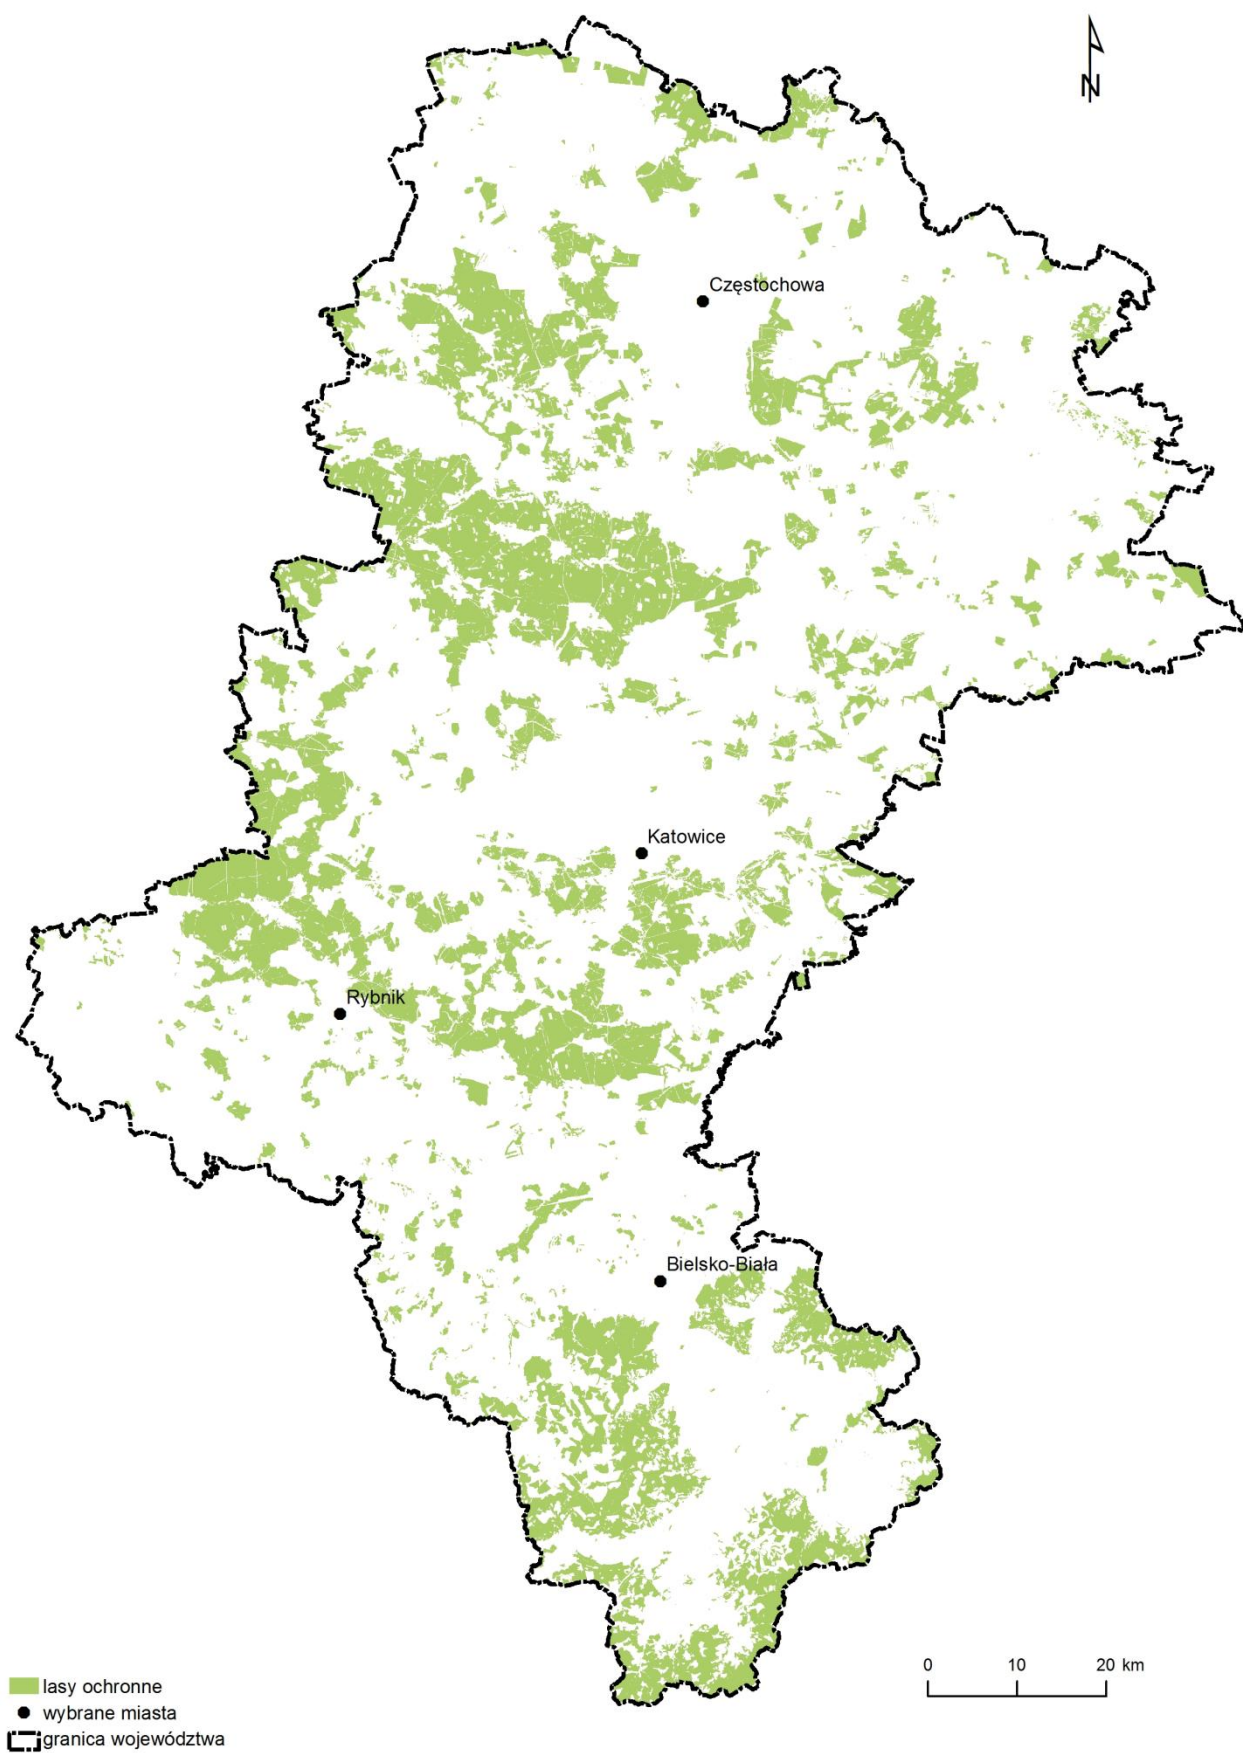 N
Częstochowa
Katowice
Rybnik
Bielsko-Biała
0 10 20 km
lasy ochronne
wybrane miasta
granica województwa